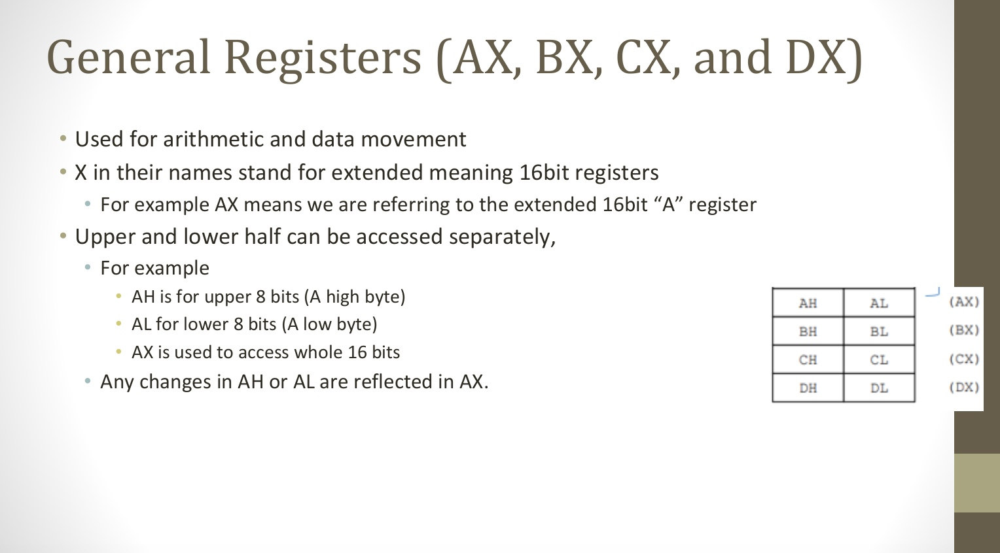 General Registers (AX, BX, CX, and DX)
• Used for arithmetic and data movement
• X in their names stand for extended meaning 16bit registers
• For example AX means we are referring to the extended 16bit “A” register
• Upper and lower half can be accessed separately,
• For example
• AH is for upper 8 bits (A high byte)
• AL for lower 8 bits (A low byte)
• AX is used to access whole 16 bits
• Any changes in AH or AL are reflected in AX.
AH AL (AX)
BH BL (BX)
CH CL (CX)
DH DL (DX)